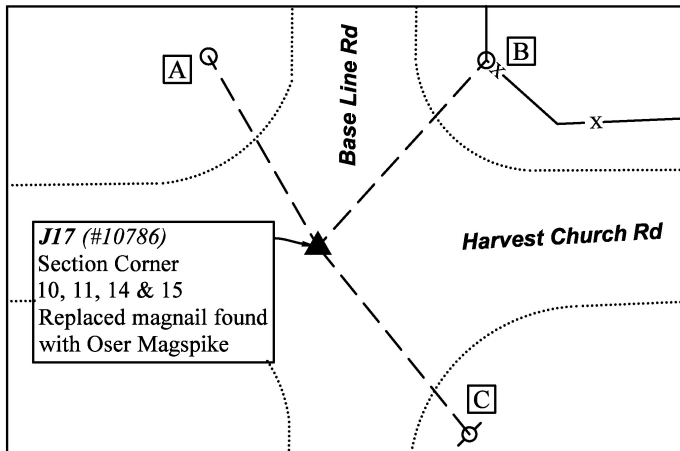 A
B
x
x
Base Line Rd
Harvest Church Rd
J17 (#10786)
Section Corner
10, 11, 14 & 15
Replaced magnail found
with Oser Magspike
C